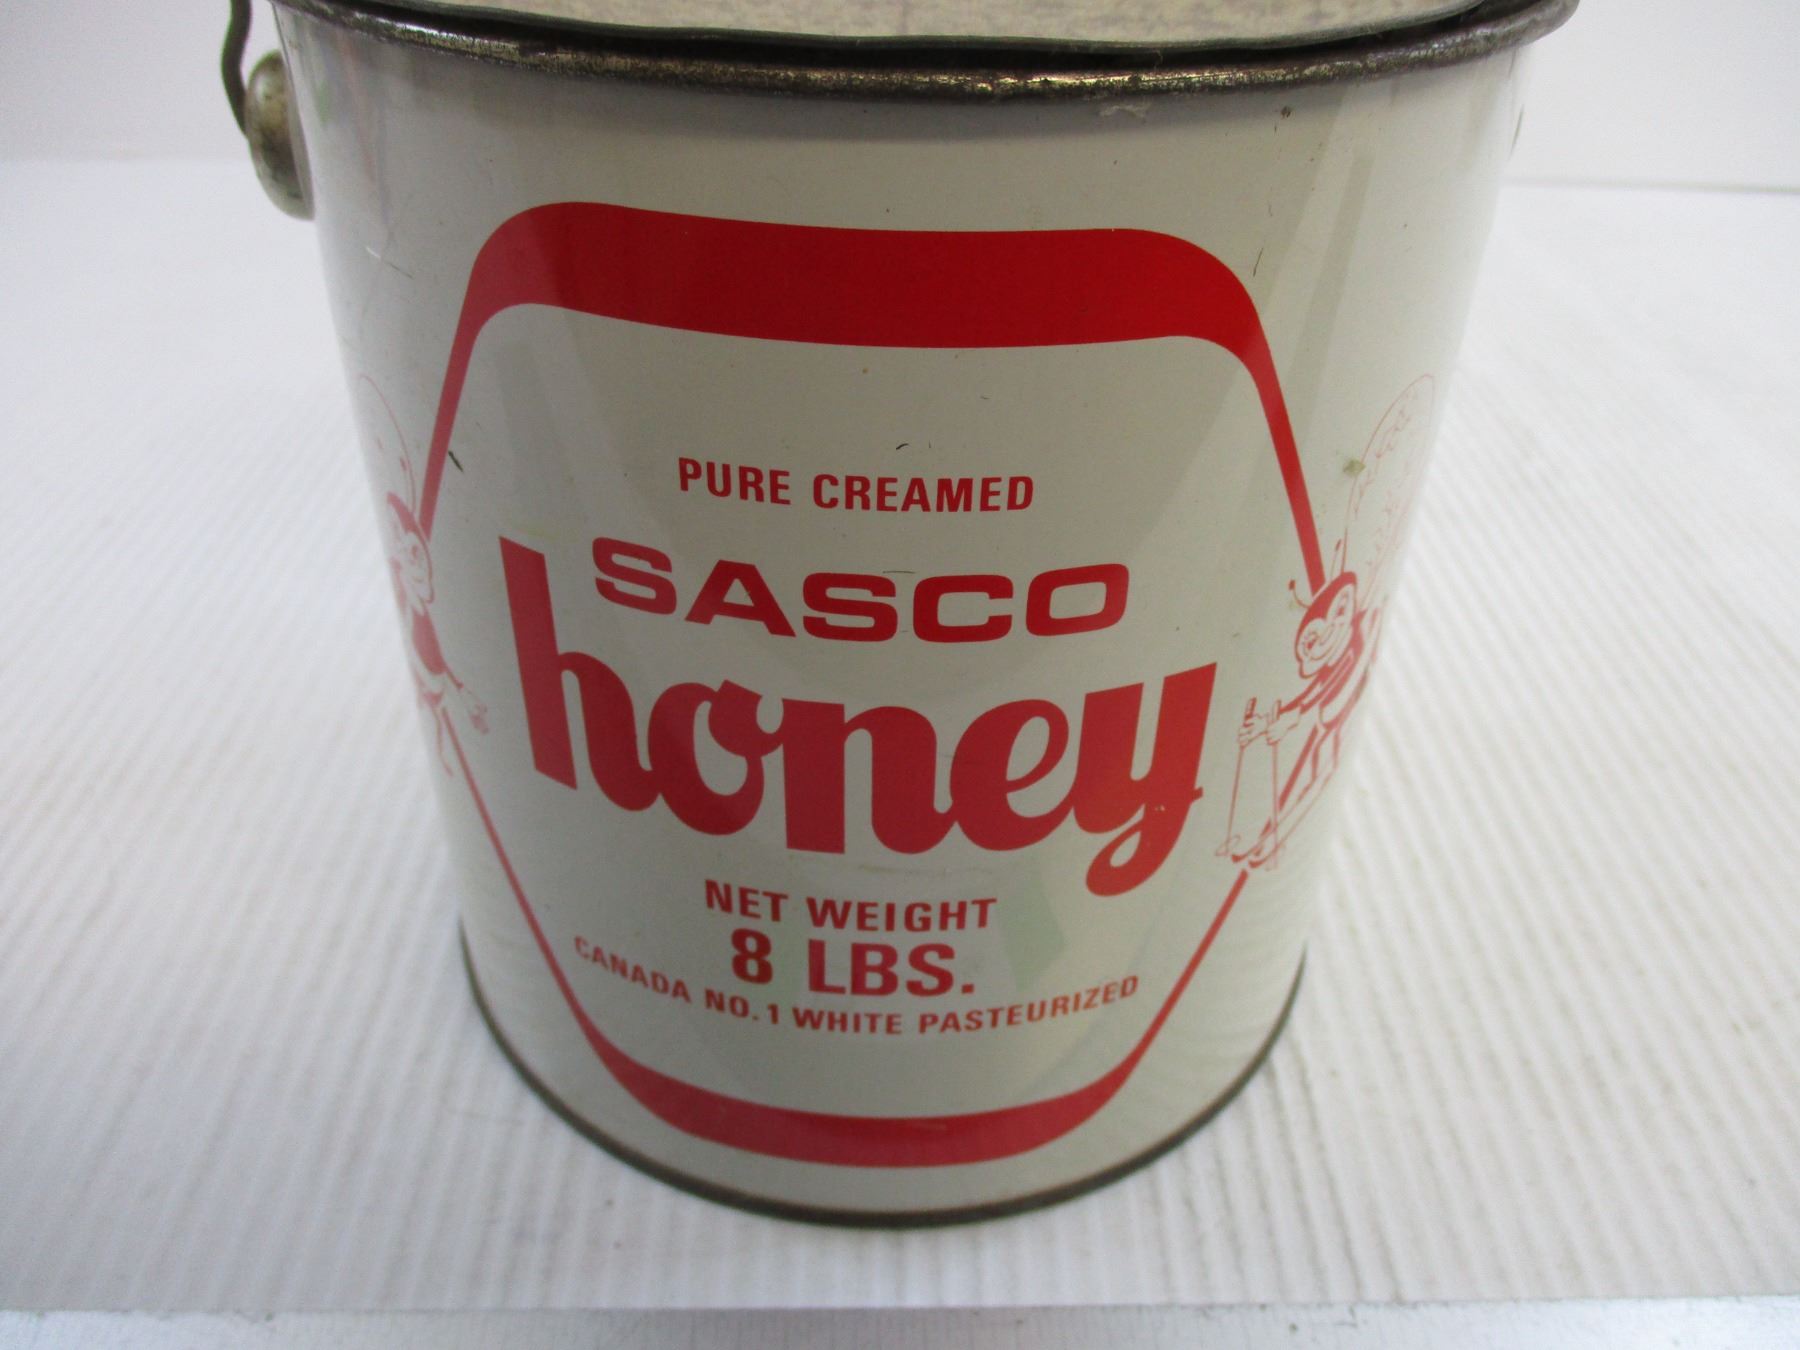 PURE CREAMED
SASCO
honey
NET WEIGHT
8 LBS.
CANADA NO. 1 WHITE PASTEURIZED